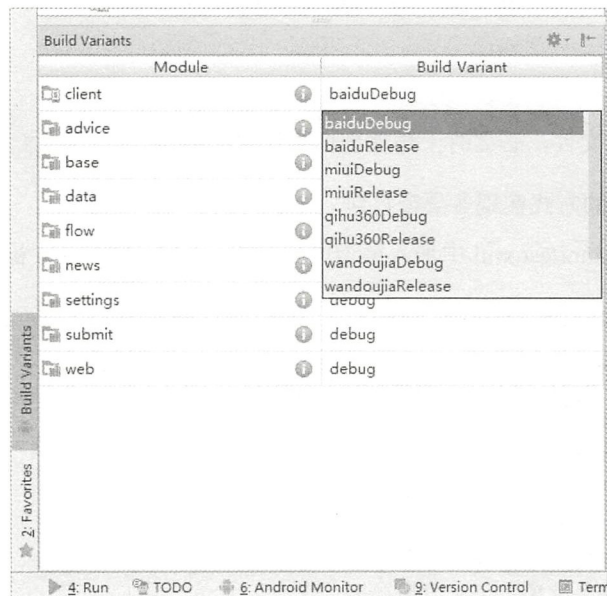 Build Variants
Module Build Variant
client baiduDebug
advice baiduDebug
base baiduRelease
data miuiDebug
flow miuiRelease
news qihu360Debug
settings qihu360Release
wandoujiaDebug
wandoujiaRelease
debug
submit debug
web debug
Build Variants
2: Favorites
4: Run TODO 6: Android Monitor 9: Version Control Term